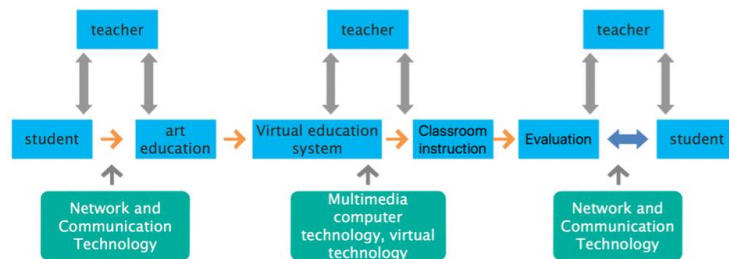 teacher
teacher
teacher
student
art
education
Virtual education
system
Classroom
instruction
Evaluation
student
Network and
Communication
Technology
Multimedia
computer
technology, virtual
technology
Network and
Communication
Technology